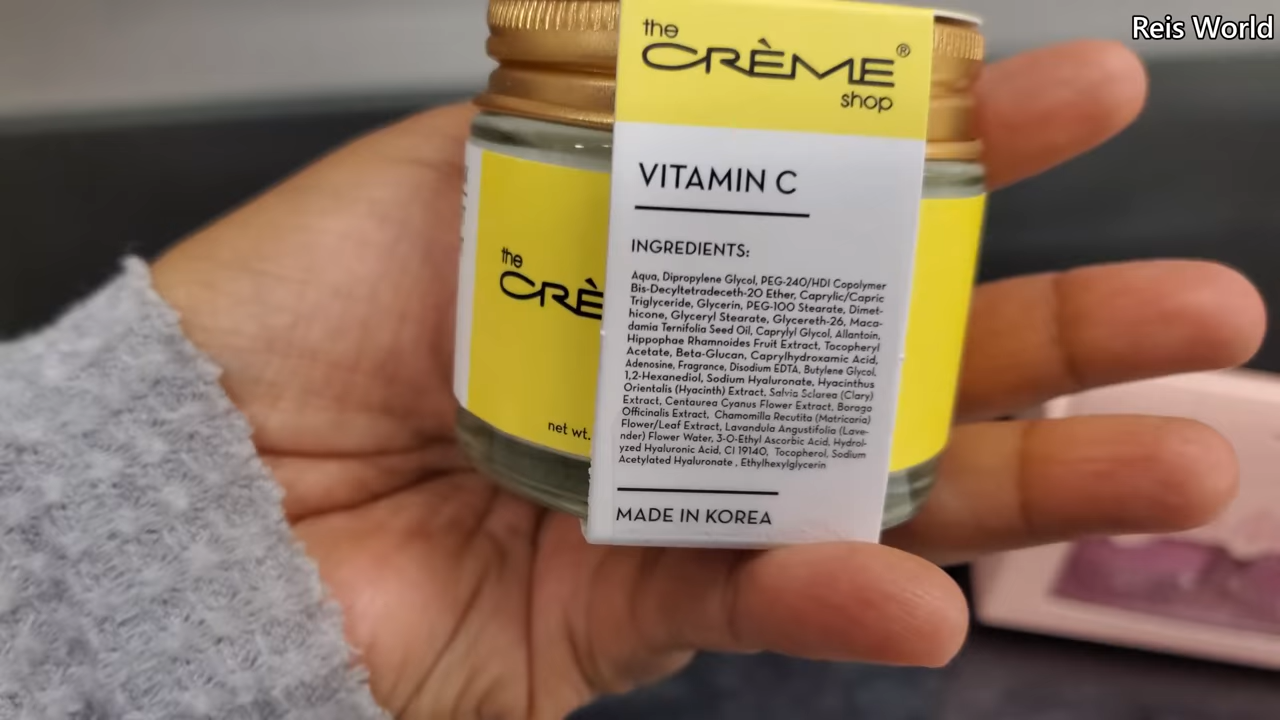 Reis World
the
CRÈME®
shop
VITAMIN C
INGREDIENTS:
Aqua, Dipropylene Glycol, PEG-240/HDI Copolymer
Bis-Decyltetradeceth-20 Ether, Caprylic/Capric
Triglyceride, Glycerin, PEG-100 Stearate, Dimet-
hicone, Glyceryl Stearate, Glycereth-26, Maca-
damia Ternifolia Seed Oil, Caprylyl Glycol, Allantoin,
Hippophae Rhamnoides Fruit Extract, Tocopheryl
Acetate, Beta-Glucan, Caprylhydroxamic Acid,
Adenosine, Fragrance, Disodium EDTA, Butylene Glycol,
1,2-Hexanediol, Sodium Hyaluronate, Hyacinthus
Orientalis (Hyacinth) Extract, Salvia Sclarea (Clary)
Extract, Centaurea Cyanus Flower Extract, Borago
Officinalis Extract, Chamomilla Recutita (Matricaria)
Flower/Leaf Extract, Lavandula Angustifolia (Lave-
nder) Flower Water, 3-O-Ethyl Ascorbic Acid, Hydrol-
yzed Hyaluronic Acid, CI 19140, Tocopherol, Sodium
Acetylated Hyaluronate , Ethylhexylglycerin
MADE IN KOREA
the
CRÈ
net wt.